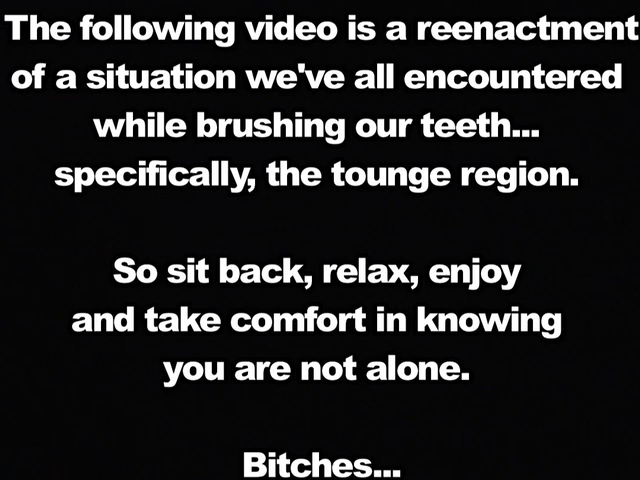 The following video is a reenactment
of a situation we've all encountered
while brushing our teeth...
specifically, the tounge region.
So sit back, relax, enjoy
and take comfort in knowing
you are not alone.
Bitches...